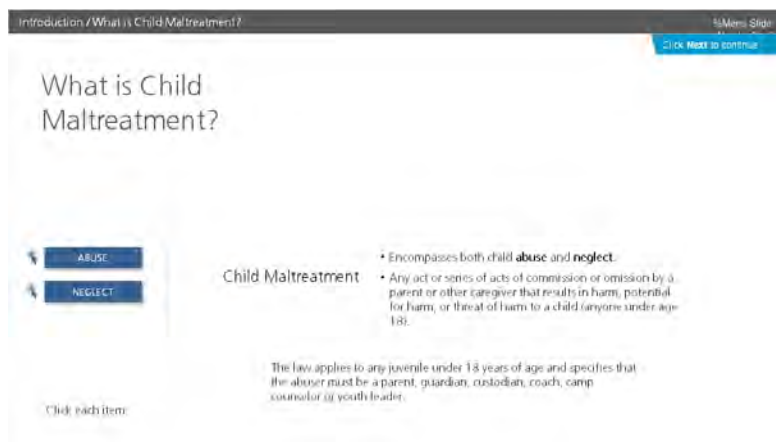 Introduction / What is Child Maltreatment?
Menu Slide
Click Next to continue
What is Child
Maltreatment?
ABUSE
NEGLECT
Child Maltreatment
• Encompasses both child abuse and neglect.
• Any act or series of acts of commission or omission by a
parent or other caregiver that results in harm, potential
for harm, or threat of harm to a child (anyone under age
18).
The law applies to any juvenile under 18 years of age and specifies that
the abuser must be a parent, guardian, custodian, coach, camp
counselor or youth leader.
Click each item